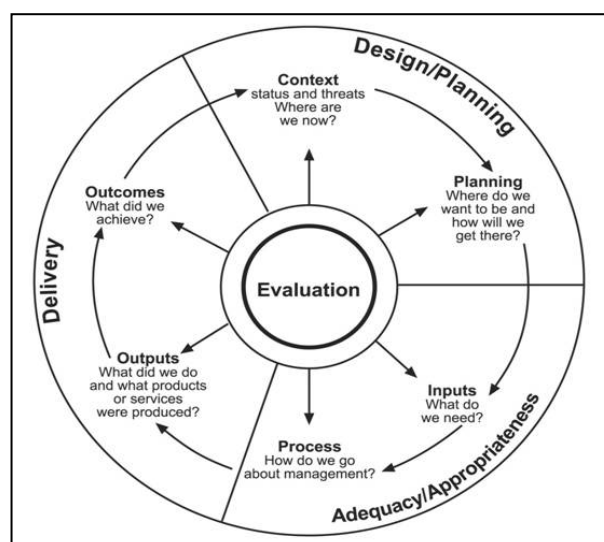 Design/Planning
Context
status and threats
Where are
we now?
Planning
Where do we
want to be and
how will we
get there?
Inputs
What do
we need?
Adequacy/Appropriateness
Process
How do we go
about management?
Outputs
What did we do
and what products
or services
were produced?
Delivery
Outcomes
What did we
achieve?
Evaluation